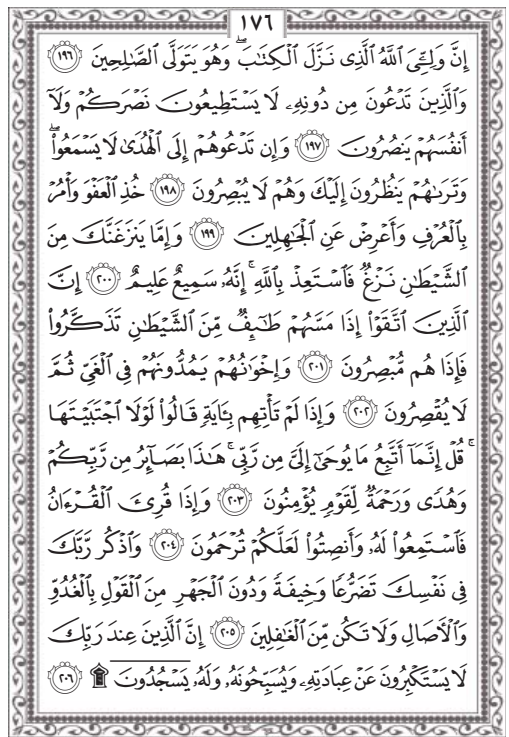 ١٧٦
إِنَّ وَلِـِّۧيَ ٱللَّهُ ٱلَّذِى نَزَّلَ ٱلْكِتَٰبَ ۖ وَهُوَ يَتَوَلَّى ٱلصَّٰلِحِينَ ﴿١٩٦﴾
وَٱلَّذِينَ تَدْعُونَ مِن دُونِهِۦ لَا يَسْتَطِيعُونَ نَصْرَكُمْ وَلَآ
أَنفُسَهُمْ يَنصُرُونَ ﴿١٩٧﴾ وَإِن تَدْعُوهُمْ إِلَى ٱلْهُدَىٰ لَا يَسْمَعُوا۟ ۖ
وَتَرَىٰهُمْ يَنظُرُونَ إِلَيْكَ وَهُمْ لَا يُبْصِرُونَ ﴿١٩٨﴾ خُذِ ٱلْعَفْوَ وَأْمُرْ
بِٱلْعُرْفِ وَأَعْرِضْ عَنِ ٱلْجَٰهِلِينَ ﴿١٩٩﴾ وَإِمَّا يَنزَغَنَّكَ مِنَ
ٱلشَّيْطَٰنِ نَزْغٌ فَٱسْتَعِذْ بِٱللَّهِ ۚ إِنَّهُۥ سَمِيعٌ عَلِيمٌ ﴿٢٠٠﴾ إِنَّ
ٱلَّذِينَ ٱتَّقَوْا۟ إِذَا مَسَّهُمْ طَٰٓئِفٌ مِّنَ ٱلشَّيْطَٰنِ تَذَكَّرُوا۟
فَإِذَا هُم مُّبْصِرُونَ ﴿٢٠١﴾ وَإِخْوَٰنُهُمْ يَمُدُّونَهُمْ فِى ٱلْغَىِّ ثُمَّ
لَا يُقْصِرُونَ ﴿٢٠٢﴾ وَإِذَا لَمْ تَأْتِهِم بِـَٔايَةٍ قَالُوا۟ لَوْلَا ٱجْتَبَيْتَهَا
ۚ قُلْ إِنَّمَآ أَتَّبِعُ مَا يُوحَىٰٓ إِلَىَّ مِن رَّبِّى ۚ هَٰذَا بَصَآئِرُ مِن رَّبِّكُمْ
وَهُدًى وَرَحْمَةٌ لِّقَوْمٍ يُؤْمِنُونَ ﴿٢٠٣﴾ وَإِذَا قُرِئَ ٱلْقُرْءَانُ
فَٱسْتَمِعُوا۟ لَهُۥ وَأَنصِتُوا۟ لَعَلَّكُمْ تُرْحَمُونَ ﴿٢٠٤﴾ وَٱذْكُر رَّبَّكَ
فِى نَفْسِكَ تَضَرُّعًا وَخِيفَةً وَدُونَ ٱلْجَهْرِ مِنَ ٱلْقَوْلِ بِٱلْغُدُوِّ
وَٱلْءَاصَالِ وَلَا تَكُن مِّنَ ٱلْغَٰفِلِينَ ﴿٢٠٥﴾ إِنَّ ٱلَّذِينَ عِندَ رَبِّكَ
لَا يَسْتَكْبِرُونَ عَنْ عِبَادَتِهِۦ وَيُسَبِّحُونَهُۥ وَلَهُۥ يَسْجُدُونَ ۩ ﴿٢٠٦﴾